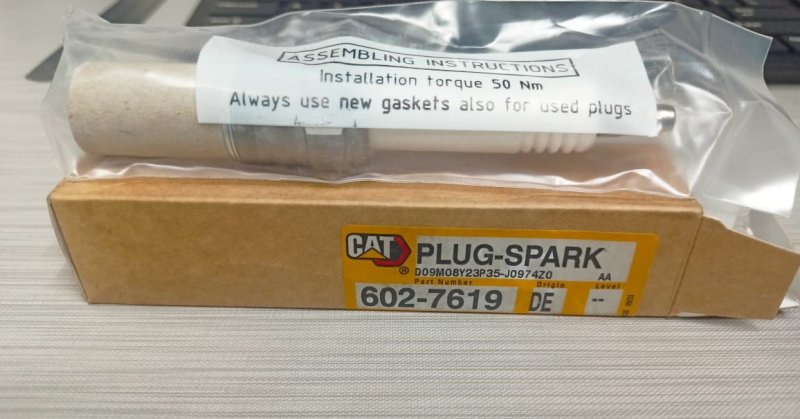 ASSEMBLING INSTRUCTIONS
Installation torque 50 Nm
Always use new gaskets also for used plugs
CAT ® PLUG-SPARK
D09M08Y23P35-J0974Z0 AA
Part Number Origin Level
602-7619 DE --